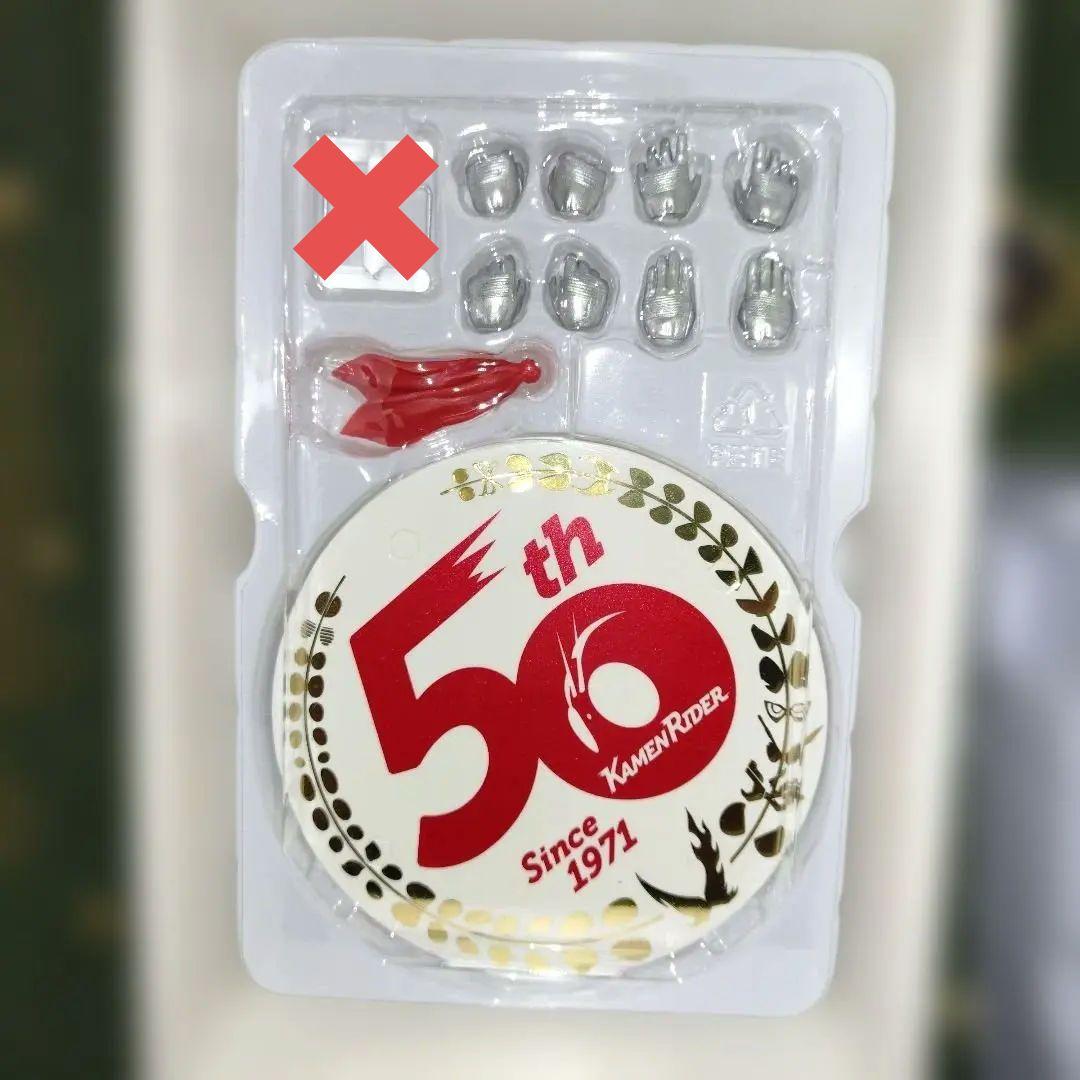 50th
KAMEN RIDER
Since
1971